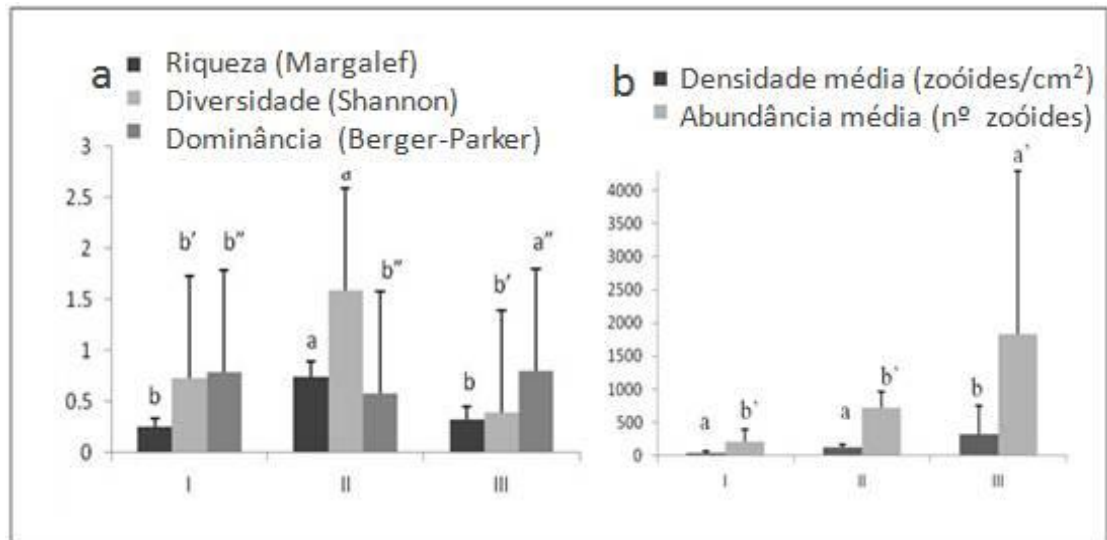 a
Riqueza (Margalef)
Diversidade (Shannon)
Dominância (Berger-Parker)
3
2.5
2
1.5
1
0.5
0
b
b'
b"
a
a
b"
b
b'
a"
I
II
III
b
Densidade média (zoóides/cm²)
Abundância média (nº zoóides)
4000
3500
3000
2500
2000
1500
1000
500
0
a
b`
a
b`
b
a`
I
II
III